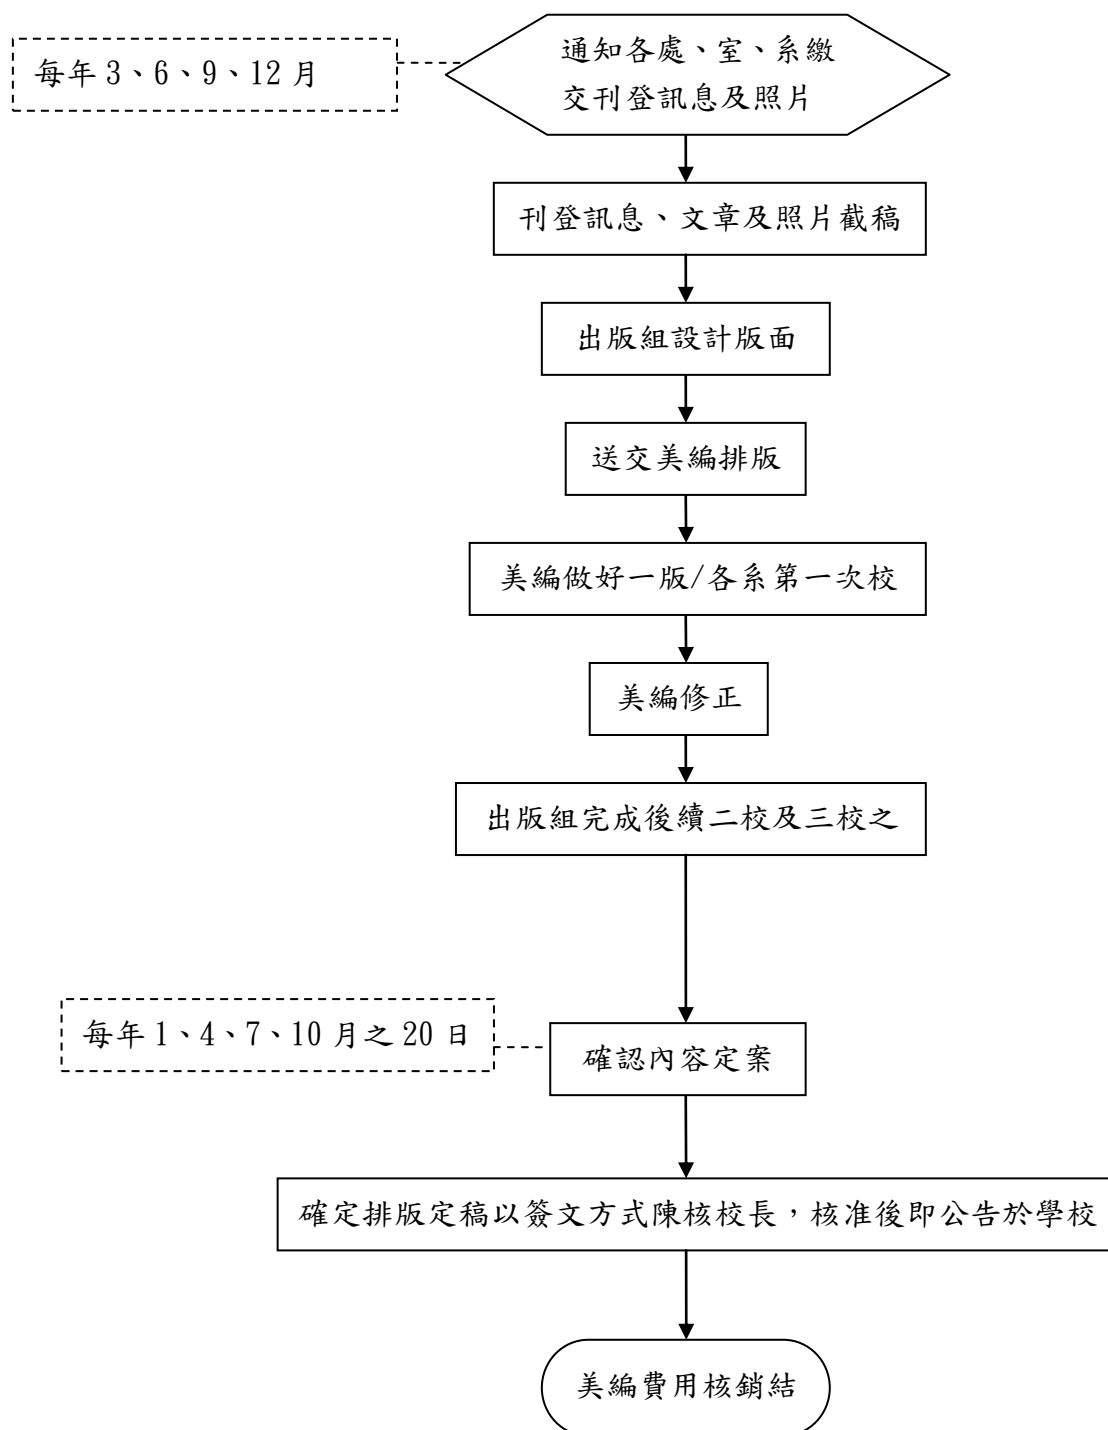 每年 3、6、9、12 月
通知各處、室、系繳
交刊登訊息及照片
刊登訊息、文章及照片截稿
出版組設計版面
送交美編排版
美編做好一版/各系第一次校
美編修正
出版組完成後續二校及三校之
每年 1、4、7、10 月之 20 日
確認內容定案
確定排版定稿以簽文方式陳核校長，核准後即公告於學校
美編費用核銷結